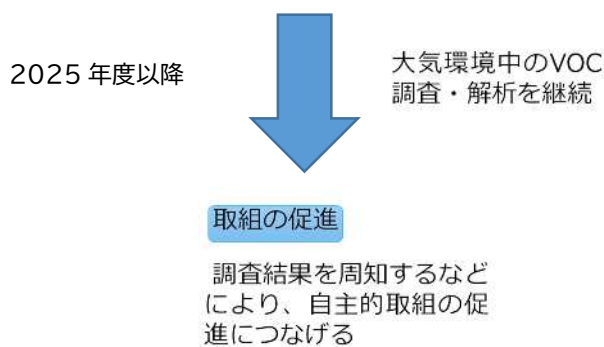 2025 年度以降
大気環境中のVOC
調査・解析を継続
取組の促進
調査結果を周知するなど
により、自主的取組の促
進につなげる